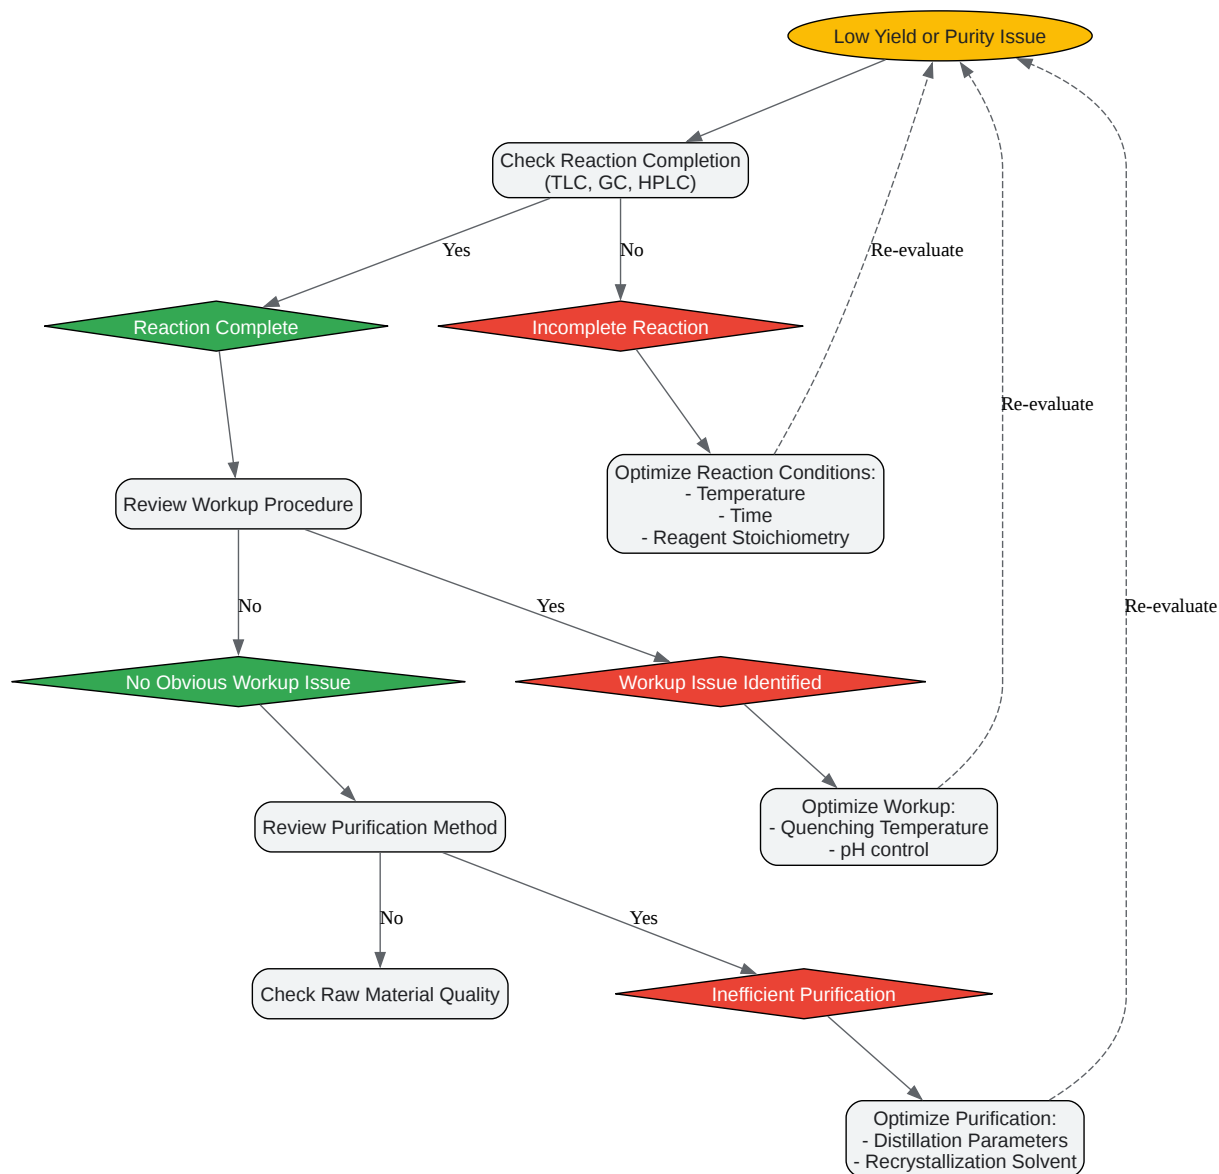 Low Yield or Purity Issue
Check Reaction Completion
(TLC, GC, HPLC)
Yes
No
Re-evaluate
Reaction Complete
Incomplete Reaction
Re-evaluate
Optimize Reaction Conditions:
- Temperature
- Time
- Reagent Stoichiometry
Review Workup Procedure
No
Yes
Re-evaluate
No Obvious Workup Issue
Workup Issue Identified
Optimize Workup:
- Quenching Temperature
- pH control
Review Purification Method
No
Yes
Check Raw Material Quality
Inefficient Purification
Optimize Purification:
- Distillation Parameters
- Recrystallization Solvent